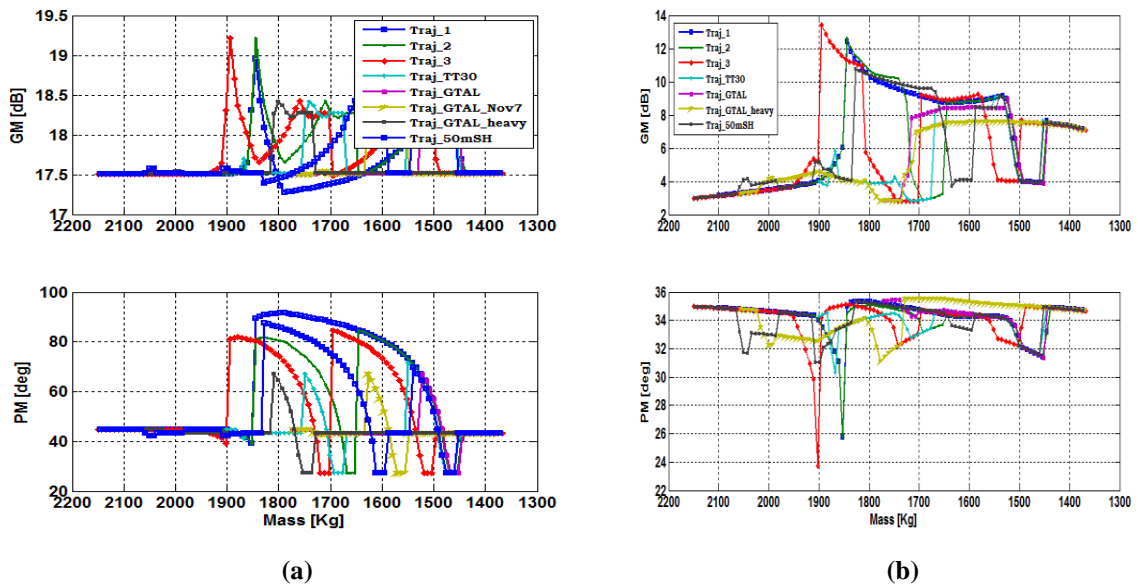 19.5
19
18.5
18
17.5
17
GM [dB]
2200 2100 2000 1900 1800 1700 1600 1500 1400 1300
Traj_1
Traj_2
Traj_3
Traj_TT30
Traj_GTAL
Traj_GTAL_Nov7
Traj_GTAL_heavy
Traj_50mSH
100
80
60
40
20
PM [deg]
2200 2100 2000 1900 1800 1700 1600 1500 1400 1300
Mass [Kg]
(a)
14
12
10
8
6
4
2
GM [dB]
2200 2100 2000 1900 1800 1700 1600 1500 1400 1300
Traj_1
Traj_2
Traj_3
Traj_TT30
Traj_GTAL
Traj_GTAL_heavy
Traj_50mSH
36
34
32
30
28
26
24
22
PM [deg]
2200 2100 2000 1900 1800 1700 1600 1500 1400 1300
Mass [Kg]
(b)